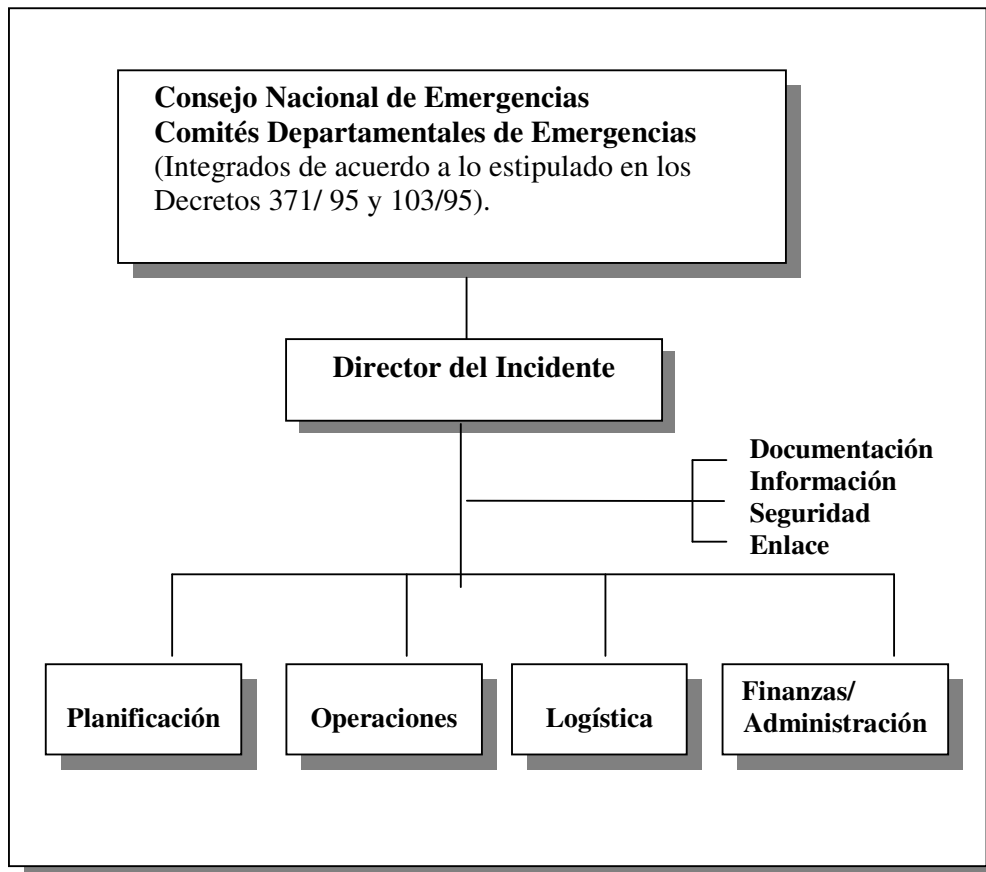 Consejo Nacional de Emergencias
Comités Departamentales de Emergencias
(Integrados de acuerdo a lo estipulado en los
Decretos 371/ 95 y 103/95).
Director del Incidente
Documentación
Información
Seguridad
Enlace
Planificación
Operaciones
Logística
Finanzas/
Administración